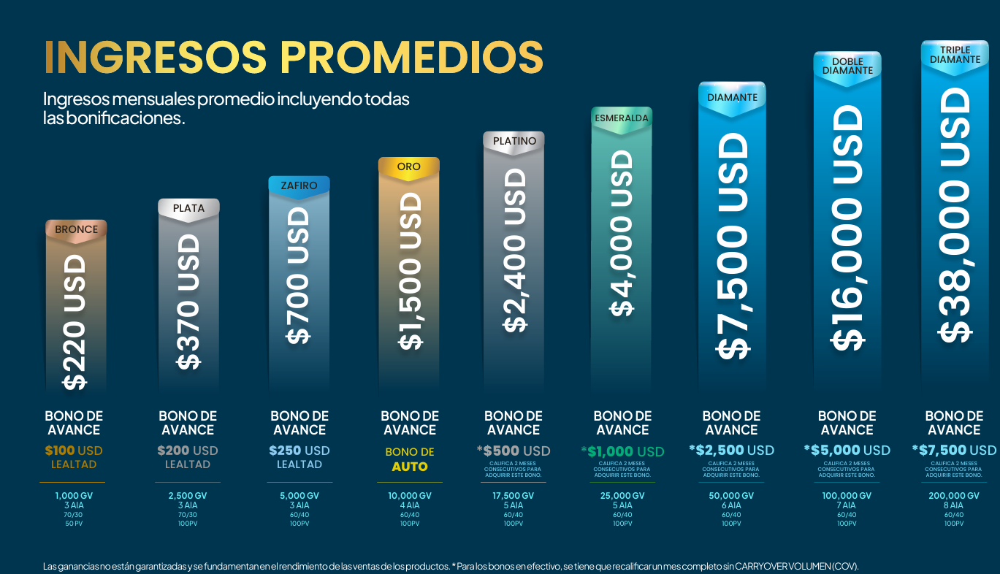 INGRESOS PROMEDIOS
Ingresos mensuales promedio incluyendo todas
las bonificaciones.
BRONCE
$220 USD
BONO DE
AVANCE
$100 USD
LEALTAD
1,000 GV
3 AIA
70/30
50 PV
PLATA
$370 USD
BONO DE
AVANCE
$200 USD
LEALTAD
2,500 GV
3 AIA
70/30
100PV
ZAFIRO
$700 USD
BONO DE
AVANCE
$250 USD
LEALTAD
5,000 GV
3 AIA
60/40
100PV
ORO
$1,500 USD
BONO DE
AVANCE
BONO DE
AUTO
10,000 GV
4 AIA
60/40
100PV
PLATINO
$2,400 USD
BONO DE
AVANCE
*$500 USD
CALIFICA 2 MESES
CONSECUTIVOS PARA
ADQUIRIR ESTE BONO.
17,500 GV
5 AIA
60/40
100PV
ESMERALDA
$4,000 USD
BONO DE
AVANCE
*$1,000 USD
CALIFICA 2 MESES
CONSECUTIVOS PARA
ADQUIRIR ESTE BONO.
25,000 GV
5 AIA
60/40
100PV
DIAMANTE
$7,500 USD
BONO DE
AVANCE
*$2,500 USD
CALIFICA 2 MESES
CONSECUTIVOS PARA
ADQUIRIR ESTE BONO.
50,000 GV
6 AIA
60/40
100PV
DOBLE
DIAMANTE
$16,000 USD
BONO DE
AVANCE
*$5,000 USD
CALIFICA 2 MESES
CONSECUTIVOS PARA
ADQUIRIR ESTE BONO.
100,000 GV
7 AIA
60/40
100PV
TRIPLE
DIAMANTE
$38,000 USD
BONO DE
AVANCE
*$7,500 USD
CALIFICA 2 MESES
CONSECUTIVOS PARA
ADQUIRIR ESTE BONO.
200,000 GV
8 AIA
60/40
100PV
Las ganancias no están garantizadas y se fundamentan en el rendimiento de las ventas de los productos. * Para los bonos en efectivo, se tiene que recalificar un mes completo sin CARRYOVER VOLUMEN (COV).